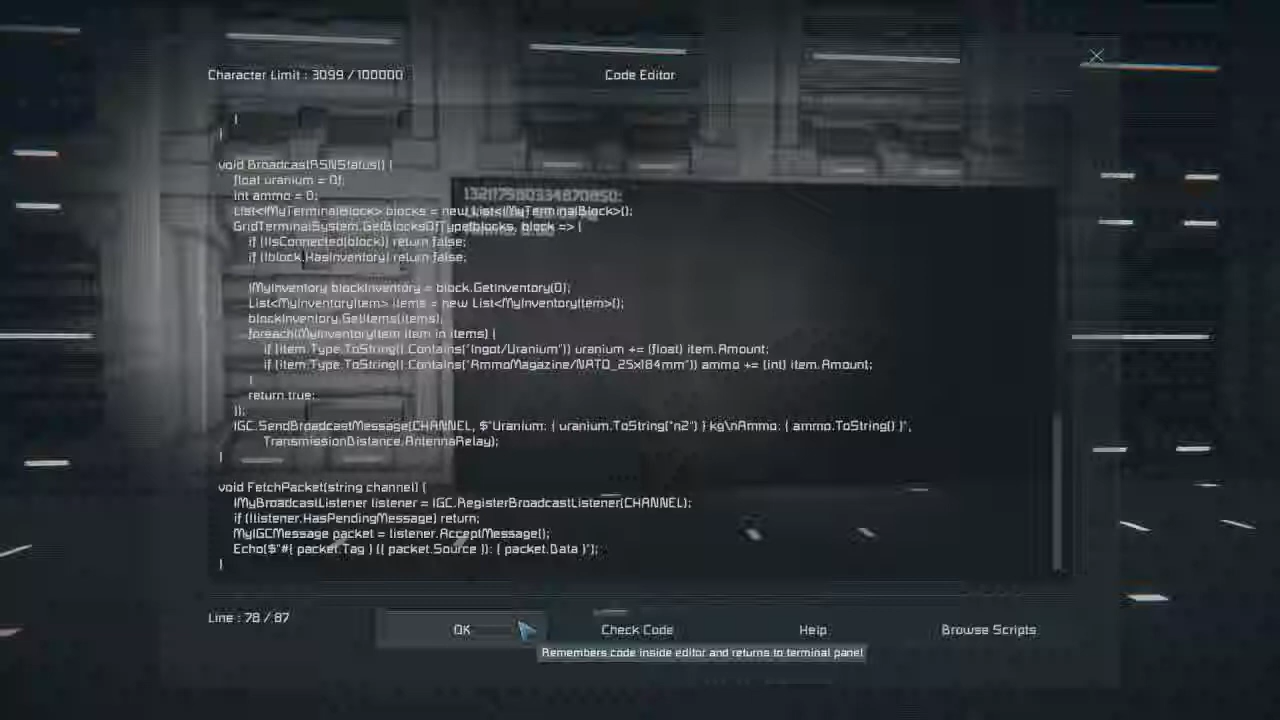 Character Limit : 3099 / 100000
Code Editor
}
}
void BroadcastRSNStatus() {
float uranium = 0f;
int ammo = 0;
List<IMyTerminalBlock> blocks = new List<IMyTerminalBlock>();
GridTerminalSystem.GetBlocksOfType(blocks, block => {
if (!IsConnected(block)) return false;
if (!block.HasInventory) return false;
IMyInventory blockInventory = block.GetInventory(0);
List<MyInventoryItem> items = new List<MyInventoryItem>();
blockInventory.GetItems(items);
foreach(MyInventoryItem item in items) {
if (item.Type.ToString().Contains("Ingot/Uranium")) uranium += (float) item.Amount;
if (item.Type.ToString().Contains("AmmoMagazine/NATO_25x184mm")) ammo += (int) item.Amount;
}
return true;
});
IGC.SendBroadcastMessage(CHANNEL, $"Uranium: { uranium.ToString("n2") } kg\nAmmo: { ammo.ToString() }",
TransmissionDistance.AntennaRelay);
}
void FetchPacket(string channel) {
IMyBroadcastListener listener = IGC.RegisterBroadcastListener(CHANNEL);
if (!listener.HasPendingMessage) return;
MyIGCMessage packet = listener.AcceptMessage();
Echo($"#{ packet.Tag } ({ packet.Source }): { packet.Data }");
}
Line : 78 / 87
OK
Check Code
Help
Browse Scripts
Remembers code inside editor and returns to terminal panel